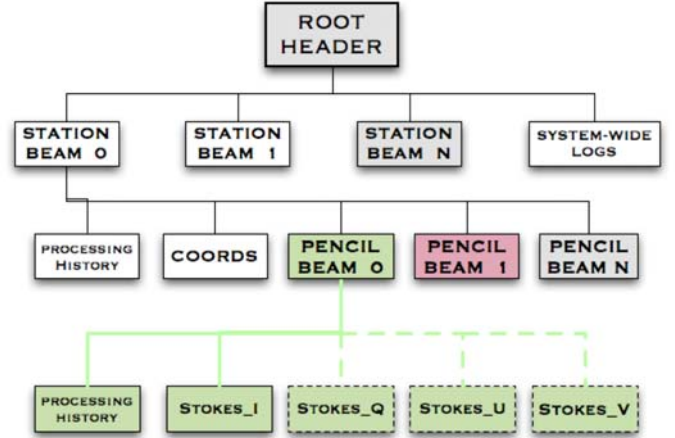 ROOT
HEADER
STATION
BEAM 0
STATION
BEAM 1
STATION
BEAM N
SYSTEM-WIDE
LOGS
PROCESSING
HISTORY
COORDS
PENCIL
BEAM 0
PENCIL
BEAM 1
PENCIL
BEAM N
PROCESSING
HISTORY
STOKES_I
STOKES_Q
STOKES_U
STOKES_V